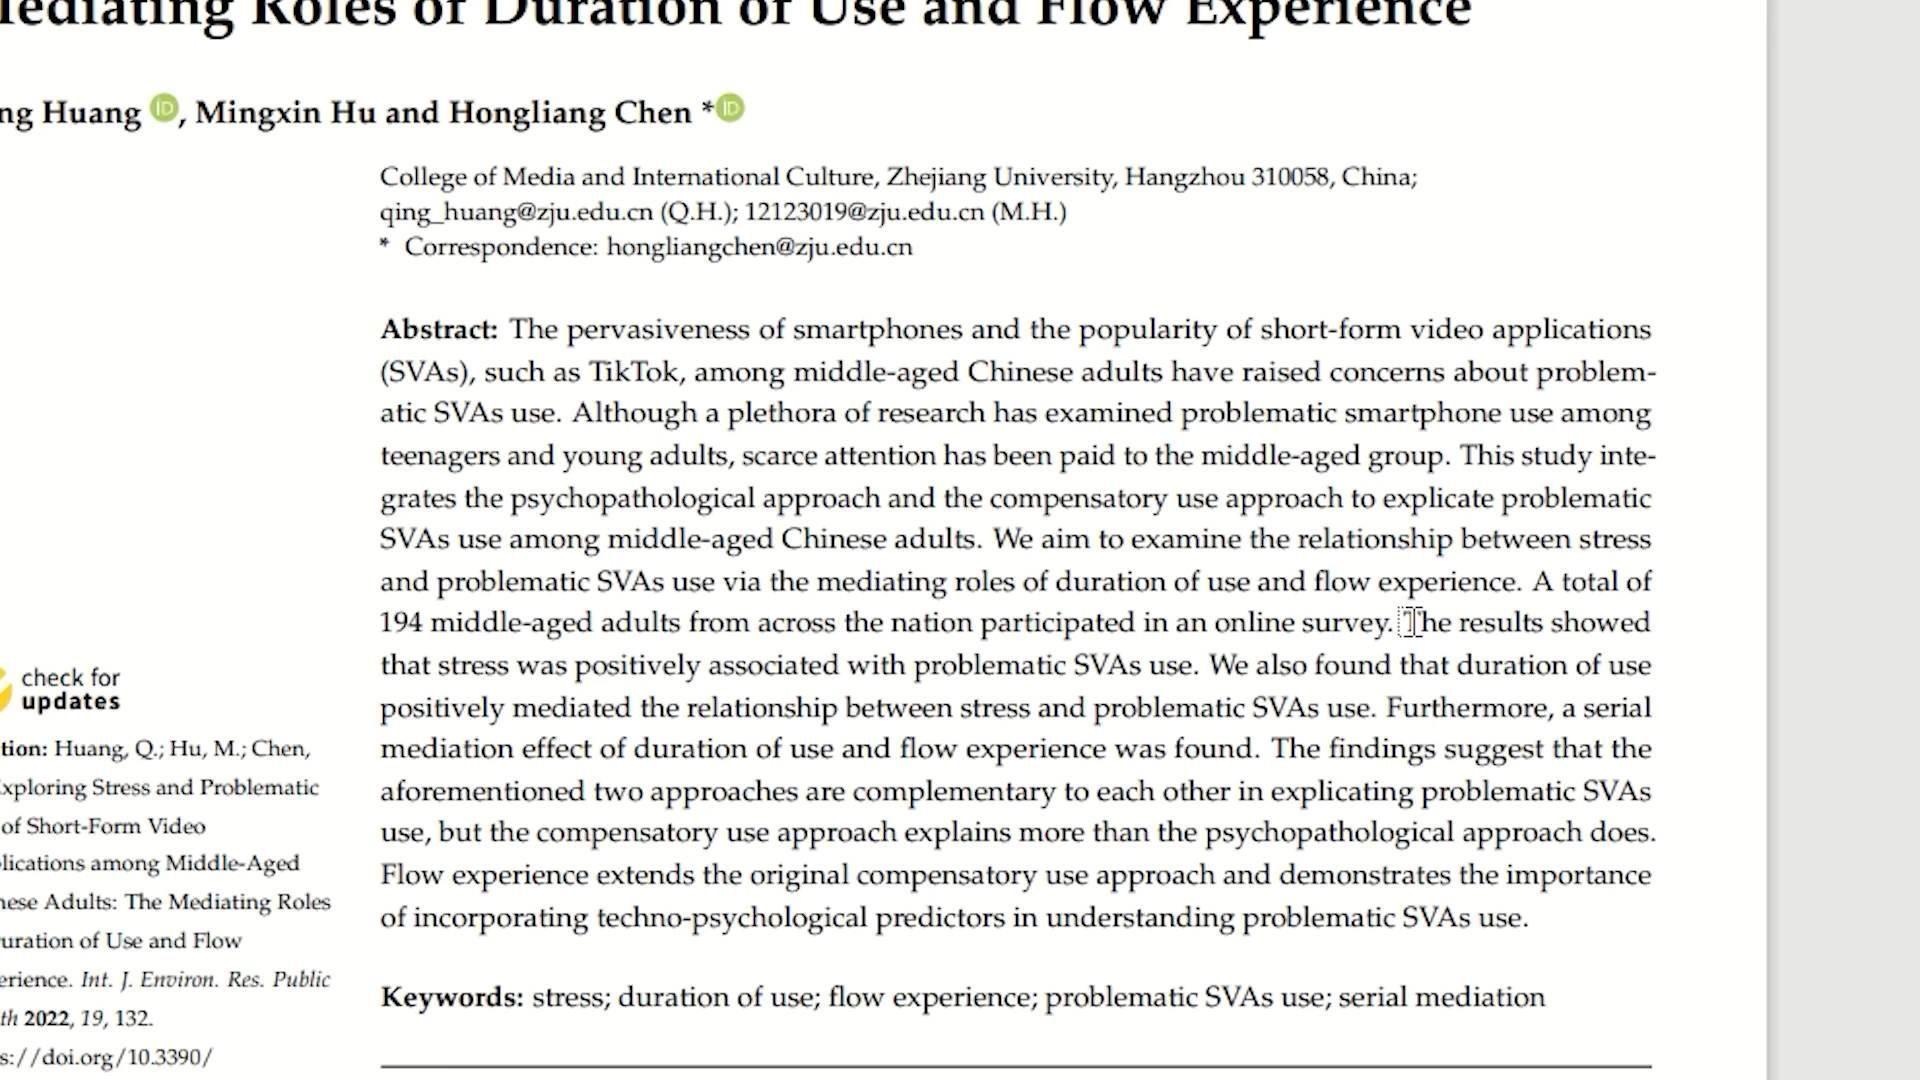 Mediating Roles of Duration of Use and Flow Experience
ng Huang iD, Mingxin Hu and Hongliang Chen * iD
College of Media and International Culture, Zhejiang University, Hangzhou 310058, China;
qing_huang@zju.edu.cn (Q.H.); 12123019@zju.edu.cn (M.H.)
* Correspondence: hongliangchen@zju.edu.cn
Abstract: The pervasiveness of smartphones and the popularity of short-form video applications
(SVAs), such as TikTok, among middle-aged Chinese adults have raised concerns about problem-
atic SVAs use. Although a plethora of research has examined problematic smartphone use among
teenagers and young adults, scarce attention has been paid to the middle-aged group. This study inte-
grates the psychopathological approach and the compensatory use approach to explicate problematic
SVAs use among middle-aged Chinese adults. We aim to examine the relationship between stress
and problematic SVAs use via the mediating roles of duration of use and flow experience. A total of
194 middle-aged adults from across the nation participated in an online survey. The results showed
that stress was positively associated with problematic SVAs use. We also found that duration of use
positively mediated the relationship between stress and problematic SVAs use. Furthermore, a serial
mediation effect of duration of use and flow experience was found. The findings suggest that the
aforementioned two approaches are complementary to each other in explicating problematic SVAs
use, but the compensatory use approach explains more than the psychopathological approach does.
Flow experience extends the original compensatory use approach and demonstrates the importance
of incorporating techno-psychological predictors in understanding problematic SVAs use.
Keywords: stress; duration of use; flow experience; problematic SVAs use; serial mediation
check for
updates
tion: Huang, Q.; Hu, M.; Chen,
xploring Stress and Problematic
of Short-Form Video
plications among Middle-Aged
nese Adults: The Mediating Roles
uration of Use and Flow
erience. Int. J. Environ. Res. Public
th 2022, 19, 132.
s://doi.org/10.3390/